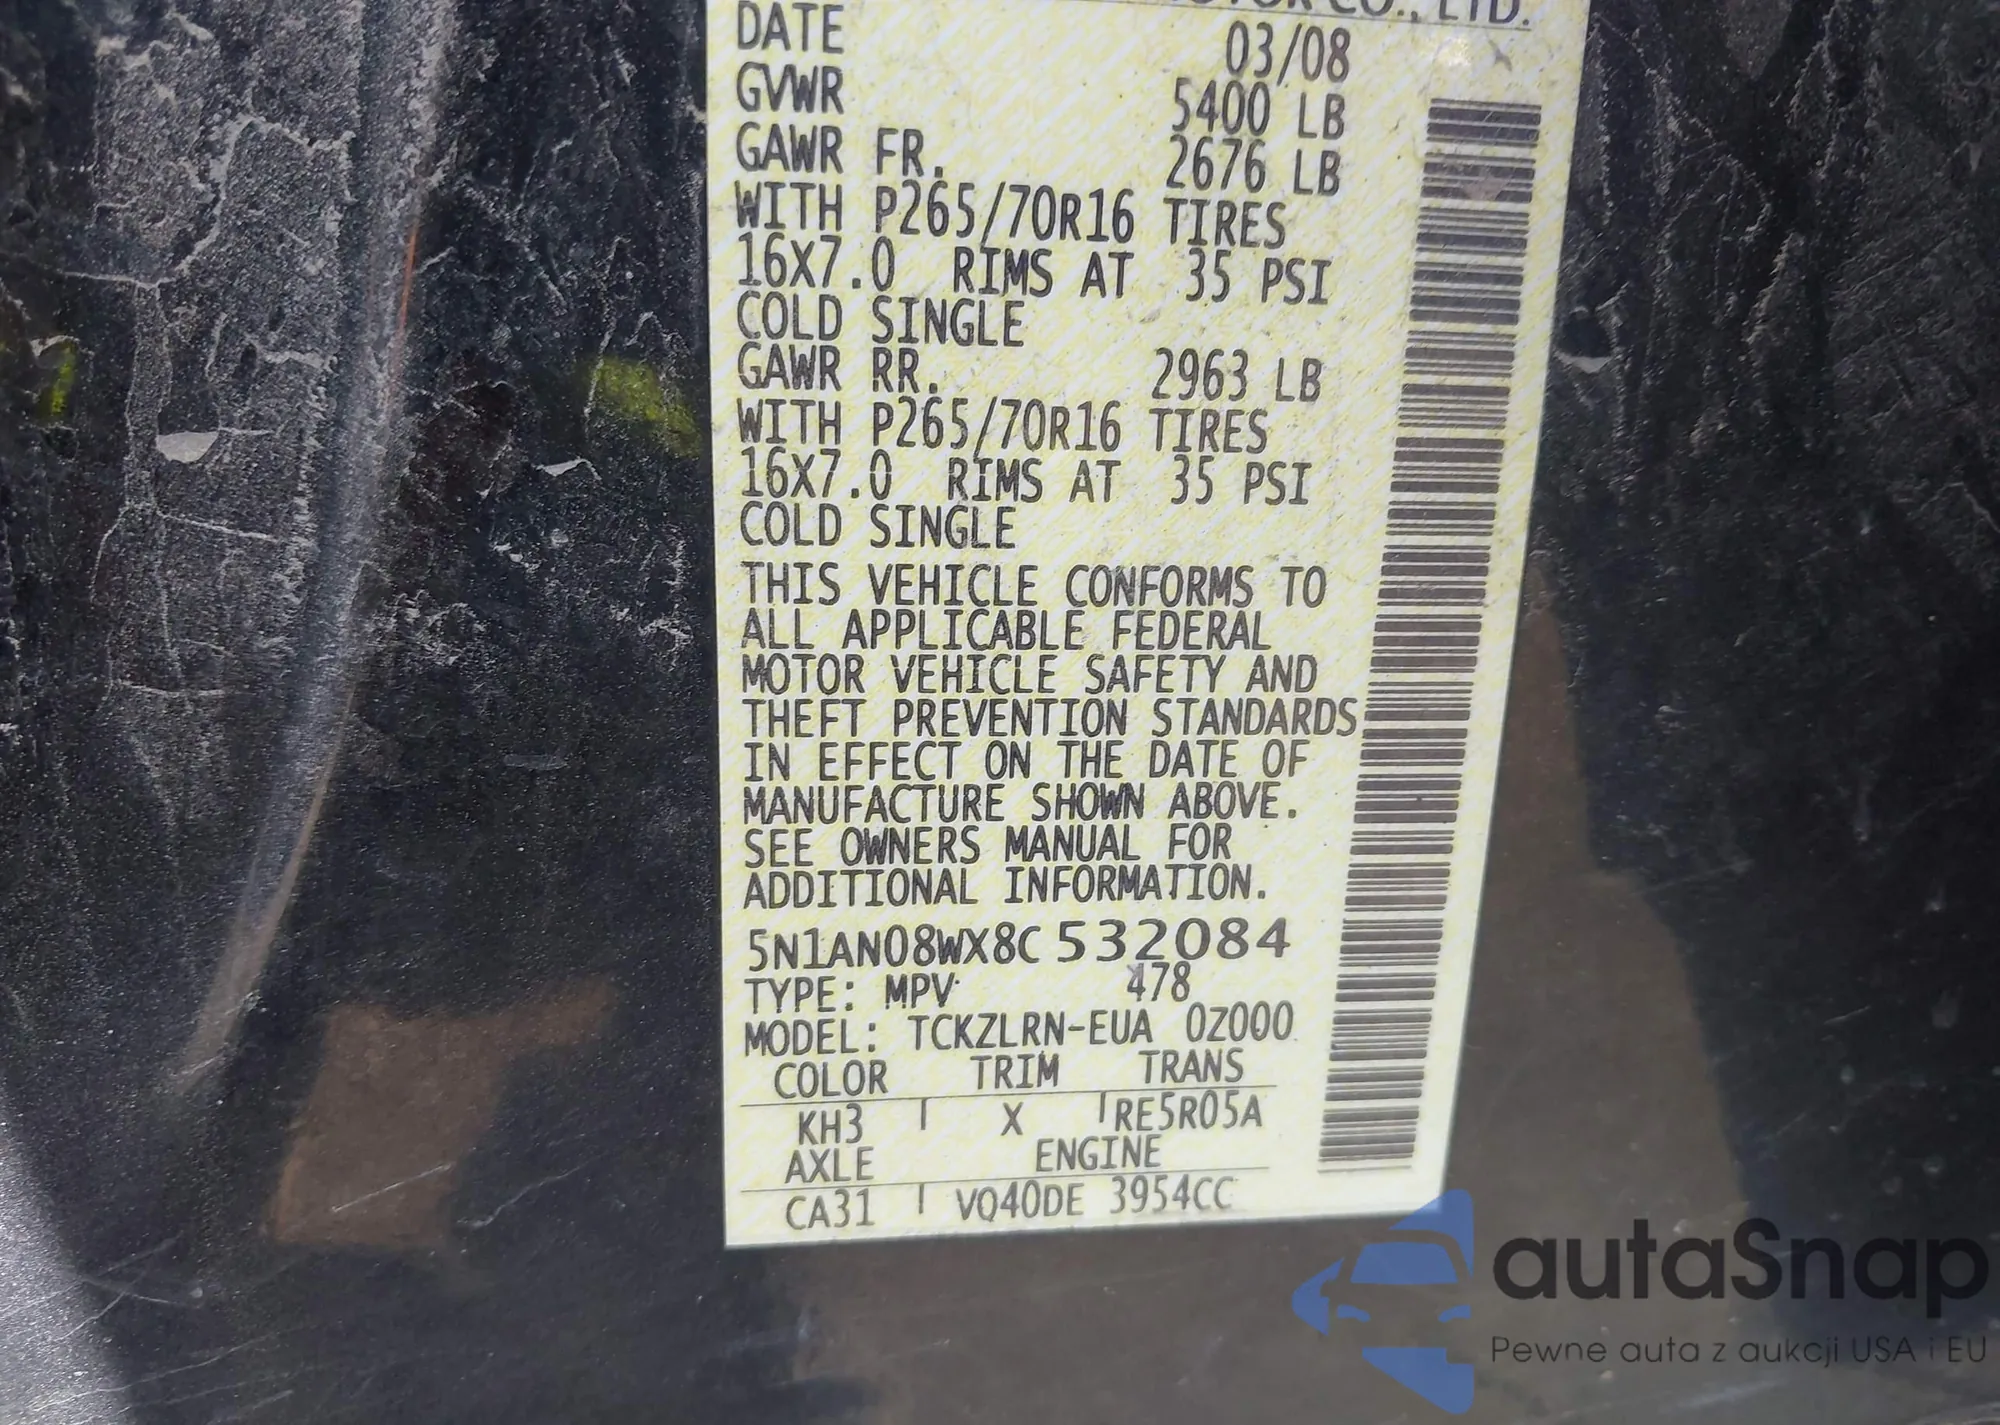 MOTOR CO., LTD.
DATE 03/08
GVWR 5400 LB
GAWR FR. 2676 LB
WITH P265/70R16 TIRES
16X7.0 RIMS AT 35 PSI
COLD SINGLE
GAWR RR. 2963 LB
WITH P265/70R16 TIRES
16X7.0 RIMS AT 35 PSI
COLD SINGLE
THIS VEHICLE CONFORMS TO
ALL APPLICABLE FEDERAL
MOTOR VEHICLE SAFETY AND
THEFT PREVENTION STANDARDS
IN EFFECT ON THE DATE OF
MANUFACTURE SHOWN ABOVE.
SEE OWNERS MANUAL FOR
ADDITIONAL INFORMATION.
5N1AN08WX8C532084
TYPE: MPV 478
MODEL: TCKZLRN-EUA 0Z000
COLOR TRIM TRANS
KH3 X RE5R05A
AXLE ENGINE
CA31 VQ40DE 3954CC
autaSnap
Pewne auta z aukcji USA i EU